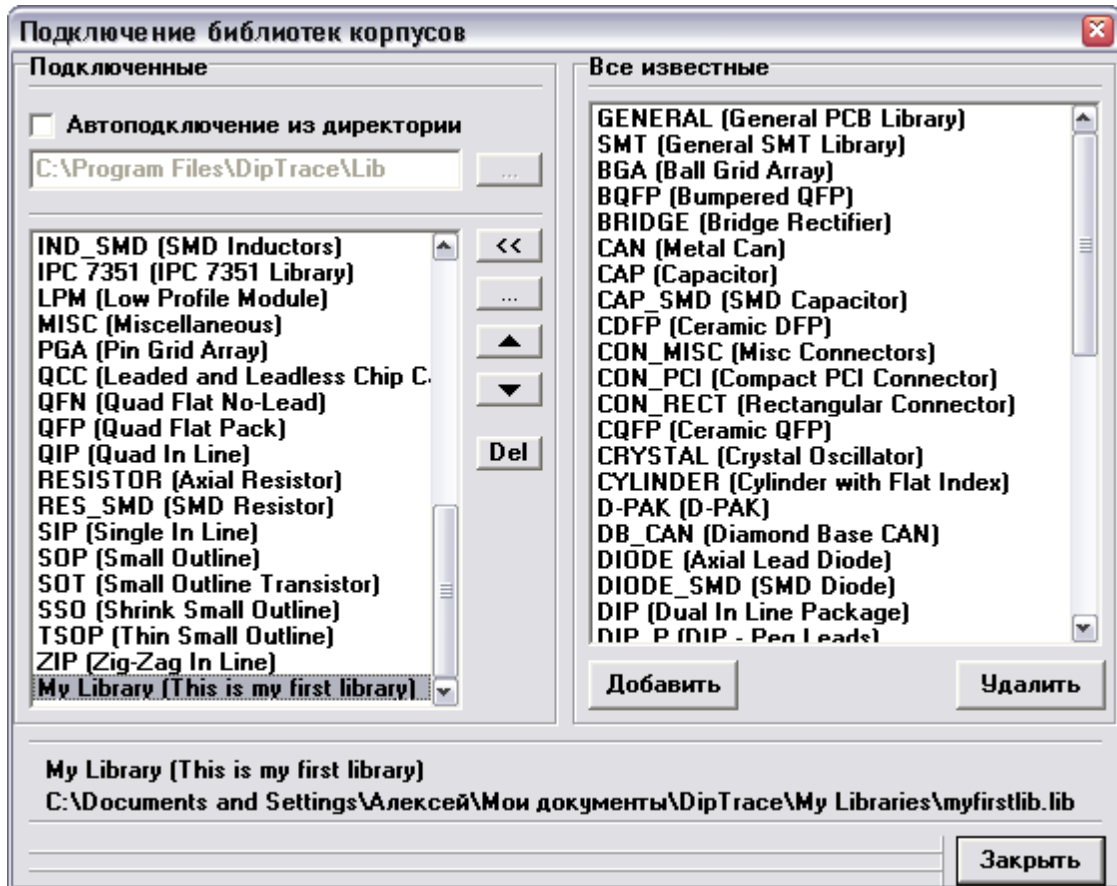 Подключение библиотек корпусов
Подключенные
Автоподключение из директории
C:\Program Files\DipTrace\Lib
...
IND_SMD (SMD Inductors)
IPC 7351 (IPC 7351 Library)
LPM (Low Profile Module)
MISC (Miscellaneous)
PGA (Pin Grid Array)
QCC (Leaded and Leadless Chip C
QFN (Quad Flat No-Lead)
QFP (Quad Flat Pack)
QIP (Quad In Line)
RESISTOR (Axial Resistor)
RES_SMD (SMD Resistor)
SIP (Single In Line)
SOP (Small Outline)
SOT (Small Outline Transistor)
SSO (Shrink Small Outline)
TSOP (Thin Small Outline)
ZIP (Zig-Zag In Line)
My Library (This is my first library)
<<
...
Del
Все известные
GENERAL (General PCB Library)
SMT (General SMT Library)
BGA (Ball Grid Array)
BQFP (Bumpered QFP)
BRIDGE (Bridge Rectifier)
CAN (Metal Can)
CAP (Capacitor)
CAP_SMD (SMD Capacitor)
CDFP (Ceramic DFP)
CON_MISC (Misc Connectors)
CON_PCI (Compact PCI Connector)
CON_RECT (Rectangular Connector)
CQFP (Ceramic QFP)
CRYSTAL (Crystal Oscillator)
CYLINDER (Cylinder with Flat Index)
D-PAK (D-PAK)
DB_CAN (Diamond Base CAN)
DIODE (Axial Lead Diode)
DIODE_SMD (SMD Diode)
DIP (Dual In Line Package)
DIP_P (DIP - Peg Leads)
Добавить
Удалить
My Library (This is my first library)
C:\Documents and Settings\Алексей\Мои документы\DipTrace\My Libraries\myfirstlib.lib
Закрыть